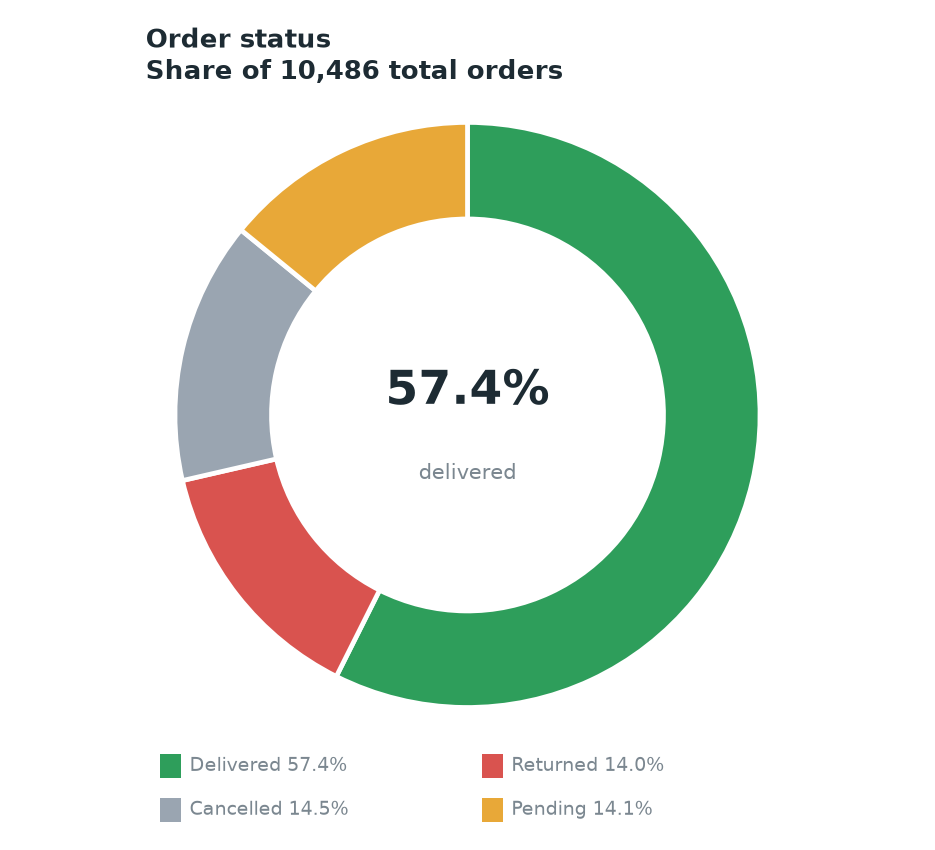 Order status
Share of 10,486 total orders
57.4%
delivered
Delivered 57.4%
Returned 14.0%
Cancelled 14.5%
Pending 14.1%